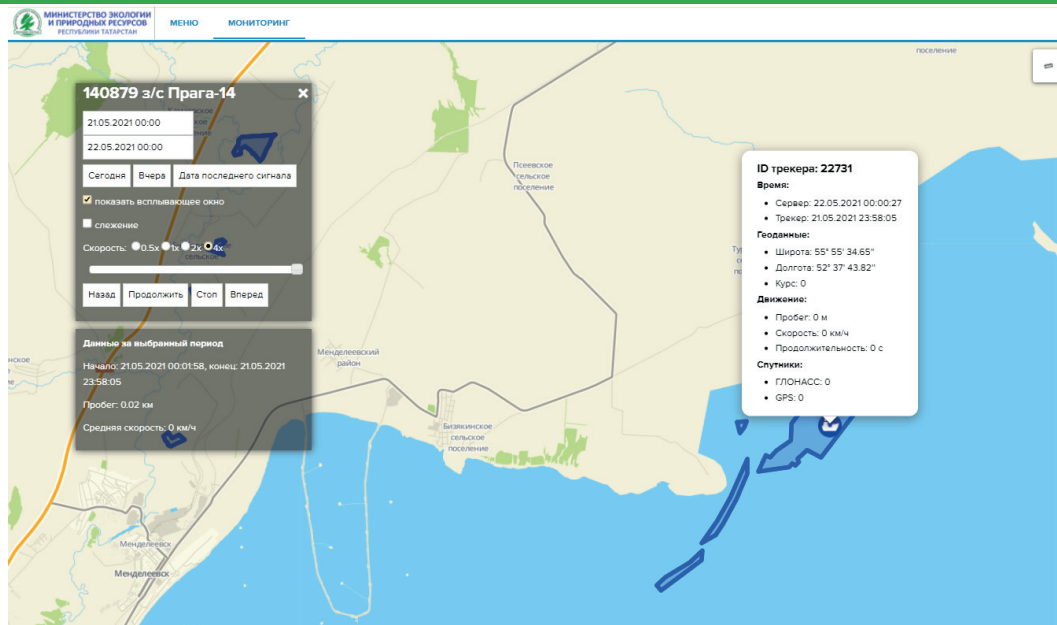 МИНИСТЕРСТВО ЭКОЛОГИИ
И ПРИРОДНЫХ РЕСУРСОВ
РЕСПУБЛИКИ ТАТАРСТАН
МЕНЮ
МОНИТОРИНГ
поселение
140879 з/с Прага-14
21.05.2021 00:00
22.05.2021 00:00
Сегодня
Вчера
Дата последнего сигнала
показать всплывающее окно
слежение
Скорость:
0.5x
1x
2x
4x
сельское
Назад
Продолжить
Стоп
Вперед
Данные за выбранный период
Начало: 21.05.2021 00:01:58, конец: 21.05.2021
23:58:05
Пробег: 0.02 км
Средняя скорость: 0 км/ч
Псеевское
сельское
поселение
Менделеевский
район
Бизякинское
сельское
поселение
Менделеевск
Менделеевск
ID трекера: 22731
Время:
Сервер: 22.05.2021 00:00:27
Трекер: 21.05.2021 23:58:05
Геоданные:
Широта: 55° 55' 34.65"
Долгота: 52° 37' 43.82"
Курс: 0
Движение:
Пробег: 0 м
Скорость: 0 км/ч
Продолжительность: 0 с
Спутники:
ГЛОНАСС: 0
GPS: 0